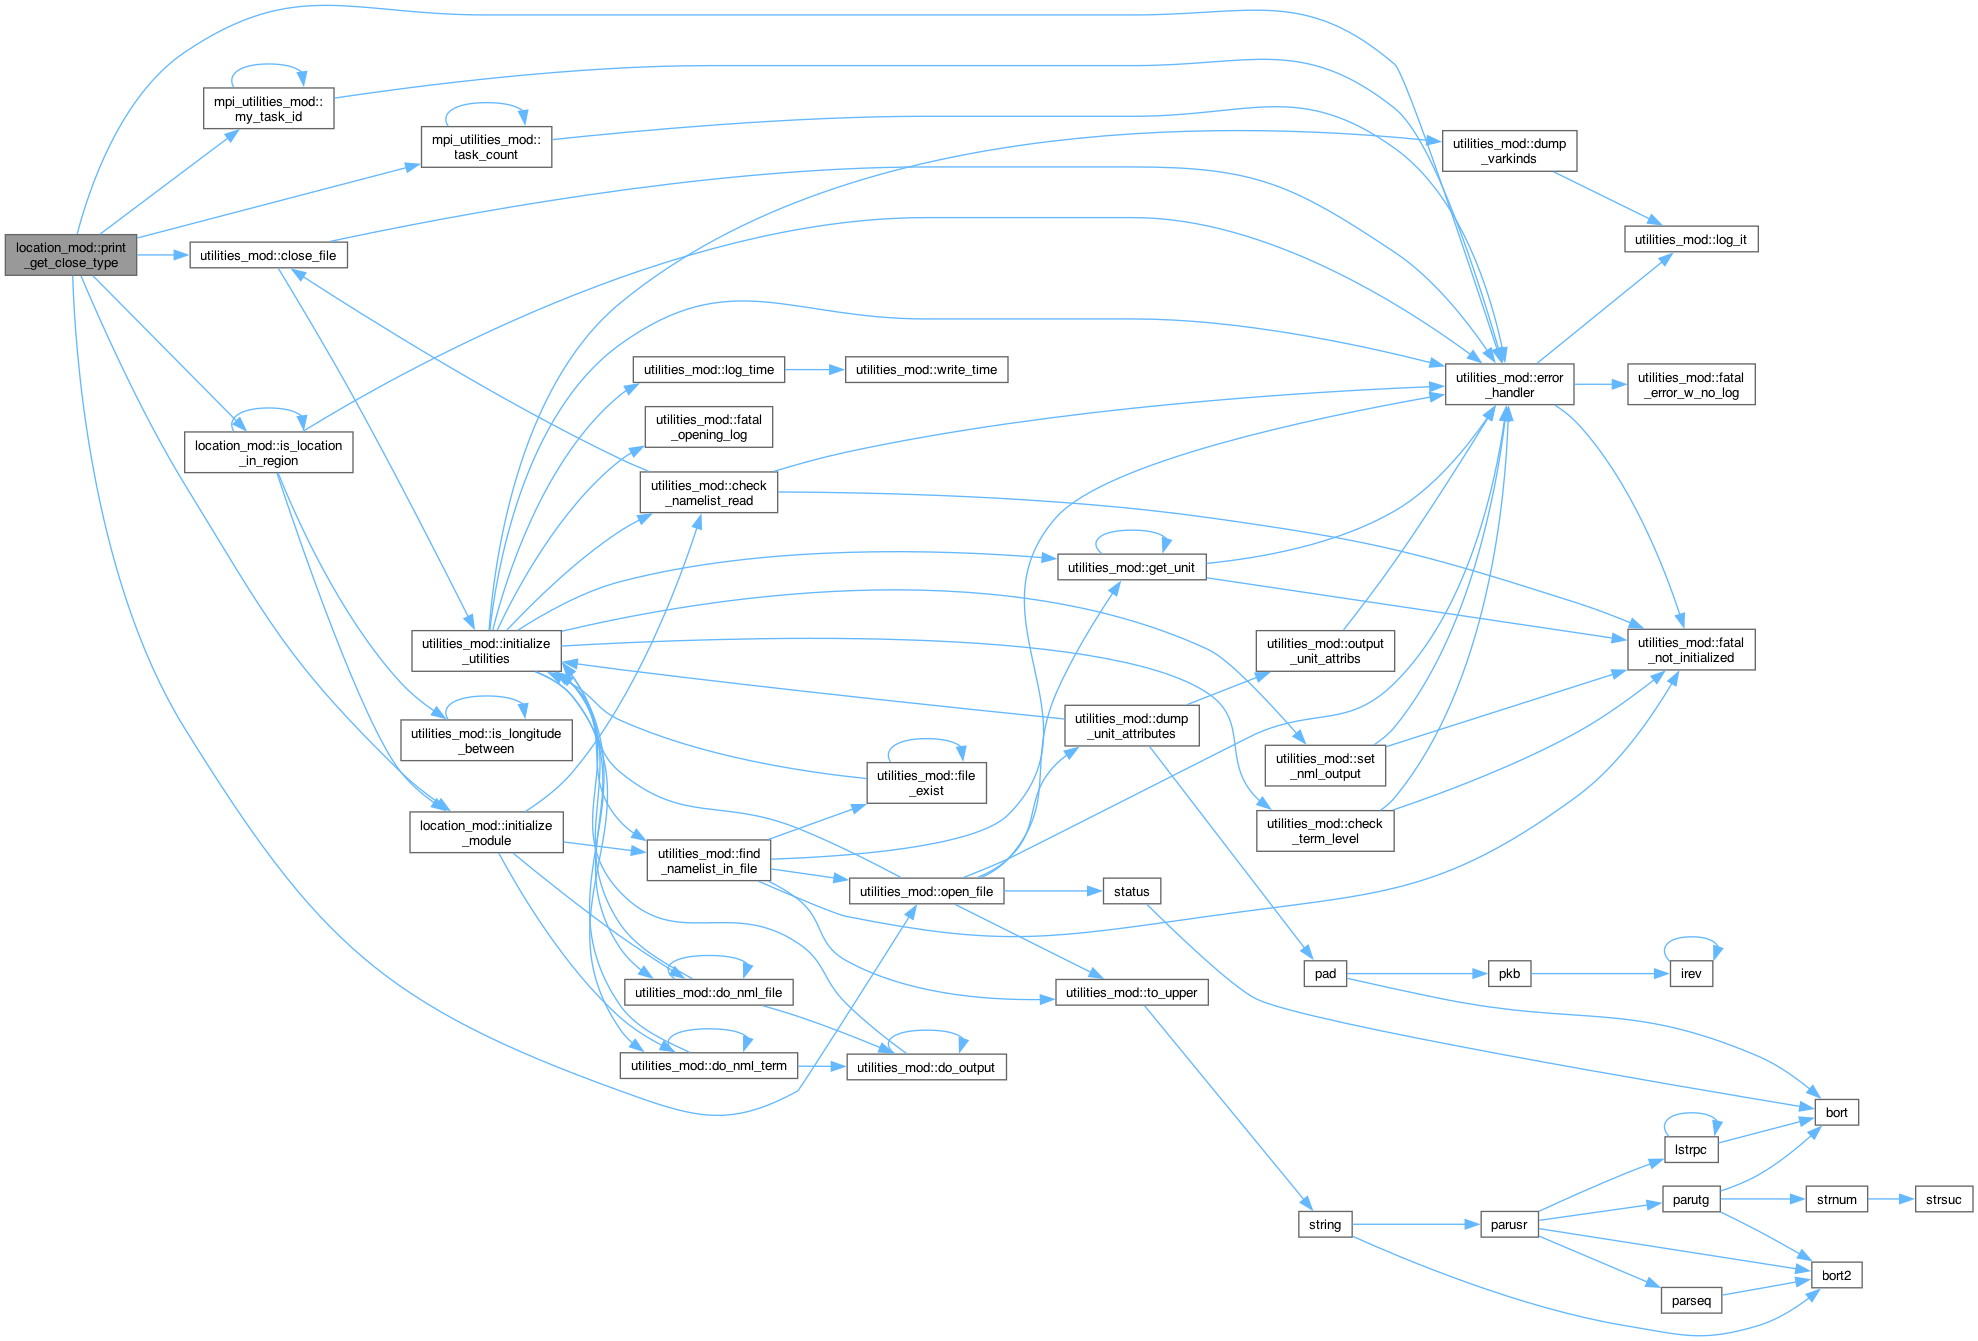 mpi_utilities_mod::
my_task_id
mpi_utilities_mod::
task_count
utilities_mod::dump
_varkinds
location_mod::print
_get_close_type
utilities_mod::close_file
utilities_mod::log_it
utilities_mod::log_time
utilities_mod::write_time
utilities_mod::error
_handler
utilities_mod::fatal
_error_w_no_log
utilities_mod::fatal
_opening_log
location_mod::is_location
_in_region
utilities_mod::check
_namelist_read
utilities_mod::get_unit
utilities_mod::initialize
_utilities
utilities_mod::output
_unit_attribs
utilities_mod::fatal
_not_initialized
utilities_mod::is_longitude
_between
utilities_mod::dump
_unit_attributes
utilities_mod::set
_nml_output
utilities_mod::file
_exist
location_mod::initialize
_module
utilities_mod::check
_term_level
utilities_mod::find
_namelist_in_file
utilities_mod::open_file
status
pad
pkb
irev
utilities_mod::do_nml_file
utilities_mod::to_upper
utilities_mod::do_nml_term
utilities_mod::do_output
bort
lstrpc
parutg
strnum
strsuc
string
parusr
bort2
parseq